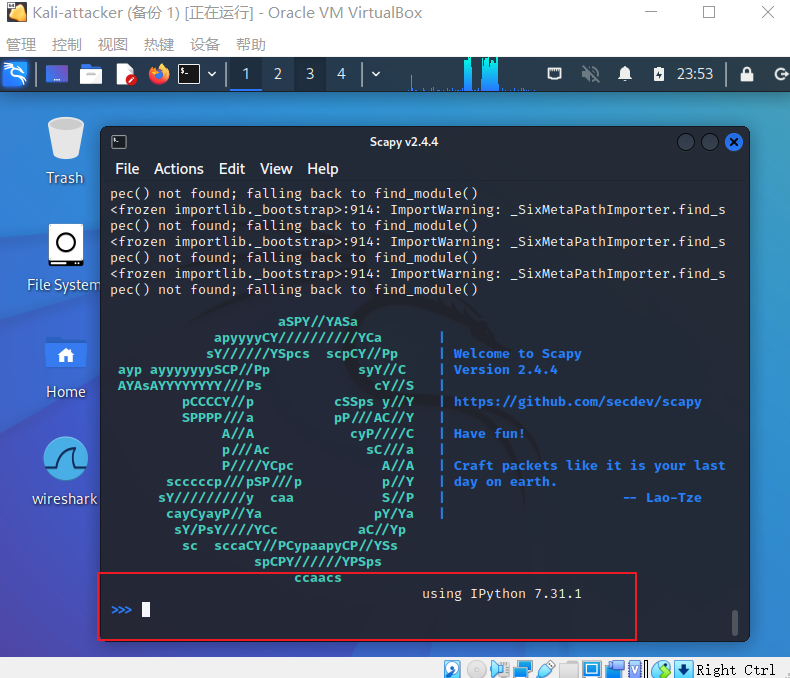 Kali-attacker (备份 1) [正在运行] - Oracle VM VirtualBox
管理 控制 视图 热键 设备 帮助
1 2 3 4 23:53
Trash
File System
Home
wireshark
Scapy v2.4.4
File Actions Edit View Help
pec() not found; falling back to find_module()
<frozen importlib._bootstrap>:914: ImportWarning: _SixMetaPathImporter.find_s
pec() not found; falling back to find_module()
<frozen importlib._bootstrap>:914: ImportWarning: _SixMetaPathImporter.find_s
pec() not found; falling back to find_module()
<frozen importlib._bootstrap>:914: ImportWarning: _SixMetaPathImporter.find_s
pec() not found; falling back to find_module()
                     aSPY//YASa
             apyyyyCY//////////YCa       |
            sY//////YSpcs  scpCY//Pp     | Welcome to Scapy
 ayp ayyyyyyySCP//Pp           syY//C    | Version 2.4.4
 AYAsAYYYYYYYY///Ps              cY//S   |
         pCCCCY//p          cSSps y//Y   | https://github.com/secdev/scapy
         SPPPP///a          pP///AC//Y   |
              A//A            cyP////C   | Have fun!
              p///Ac            sC///a   |
              P////YCpc           A//A   | Craft packets like it is your last
       scccccp///pSP///p          p//Y   | day on earth.
      sY/////////y  caa           S//P   |                      -- Lao-Tze
       cayCyayP//Ya              pY/Ya   |
        sY/PsY////YCc          aC//Yp
         sc  sccaCY//PCypaapyCP//YSs
                  spCPY//////YPSps
                       ccaacs
                                       using IPython 7.31.1
>>>
Right Ctrl